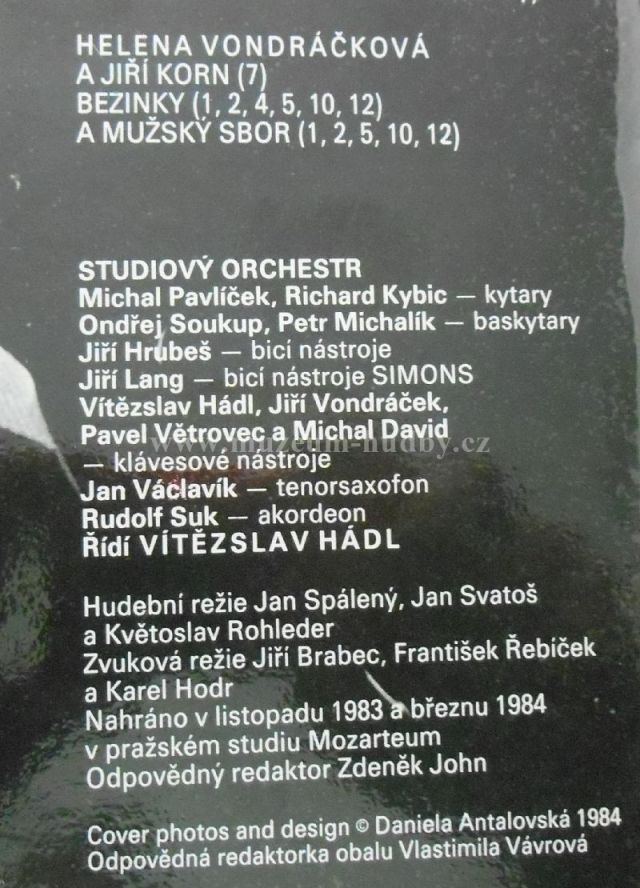 HELENA VONDRÁČKOVÁ
A JIŘÍ KORN (7)
BEZINKY (1, 2, 4, 5, 10, 12)
A MUŽSKÝ SBOR (1, 2, 5, 10, 12)
STUDIOVÝ ORCHESTR
Michal Pavlíček, Richard Kybic — kytary
Ondřej Soukup, Petr Michalík — baskytary
Jiří Hrubeš — bicí nástroje
Jiří Lang — bicí nástroje SIMONS
Vítězslav Hádl, Jiří Vondráček,
Pavel Větrovec a Michal David
www.muzeum-hudby.cz
— klávesové nástroje
Jan Václavík — tenorsaxofon
Rudolf Suk — akordeon
Řídí VÍTĚZSLAV HÁDL
Hudební režie Jan Spálený, Jan Svatoš
a Květoslav Rohleder
Zvuková režie Jiří Brabec, František Řebíček
a Karel Hodr
Nahráno v listopadu 1983 a březnu 1984
v pražském studiu Mozarteum
Odpovědný redaktor Zdeněk John
Cover photos and design © Daniela Antalovská 1984
Odpovědná redaktorka obalu Vlastimila Vávrová